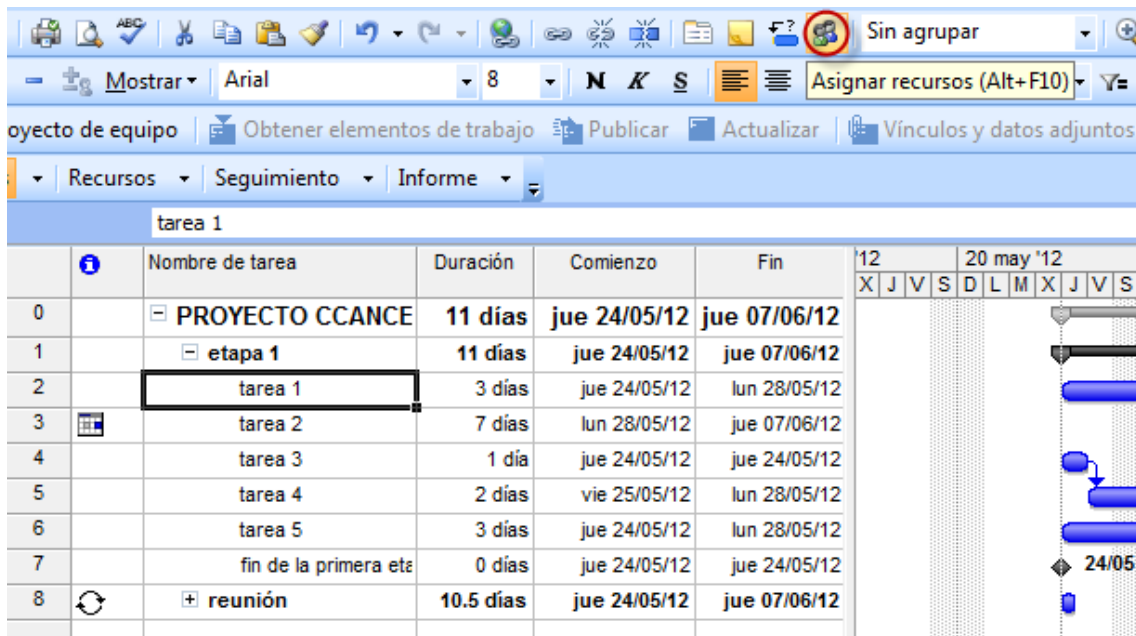 ABC Sin agrupar
Mostrar Arial 8 N K S Asignar recursos (Alt+F10)
oyecto de equipo Obtener elementos de trabajo Publicar Actualizar Vínculos y datos adjuntos
Recursos Seguimiento Informe
tarea 1
Nombre de tarea Duración Comienzo Fin '12 20 may '12
X J V S D L M X J V S
0 PROYECTO CCANCE 11 días jue 24/05/12 jue 07/06/12
1 etapa 1 11 días jue 24/05/12 jue 07/06/12
2 tarea 1 3 días jue 24/05/12 lun 28/05/12
3 tarea 2 7 días lun 28/05/12 jue 07/06/12
4 tarea 3 1 día jue 24/05/12 jue 24/05/12
5 tarea 4 2 días vie 25/05/12 lun 28/05/12
6 tarea 5 3 días jue 24/05/12 lun 28/05/12
7 fin de la primera eta 0 días jue 24/05/12 jue 24/05/12 24/05
8 reunión 10.5 días jue 24/05/12 jue 07/06/12